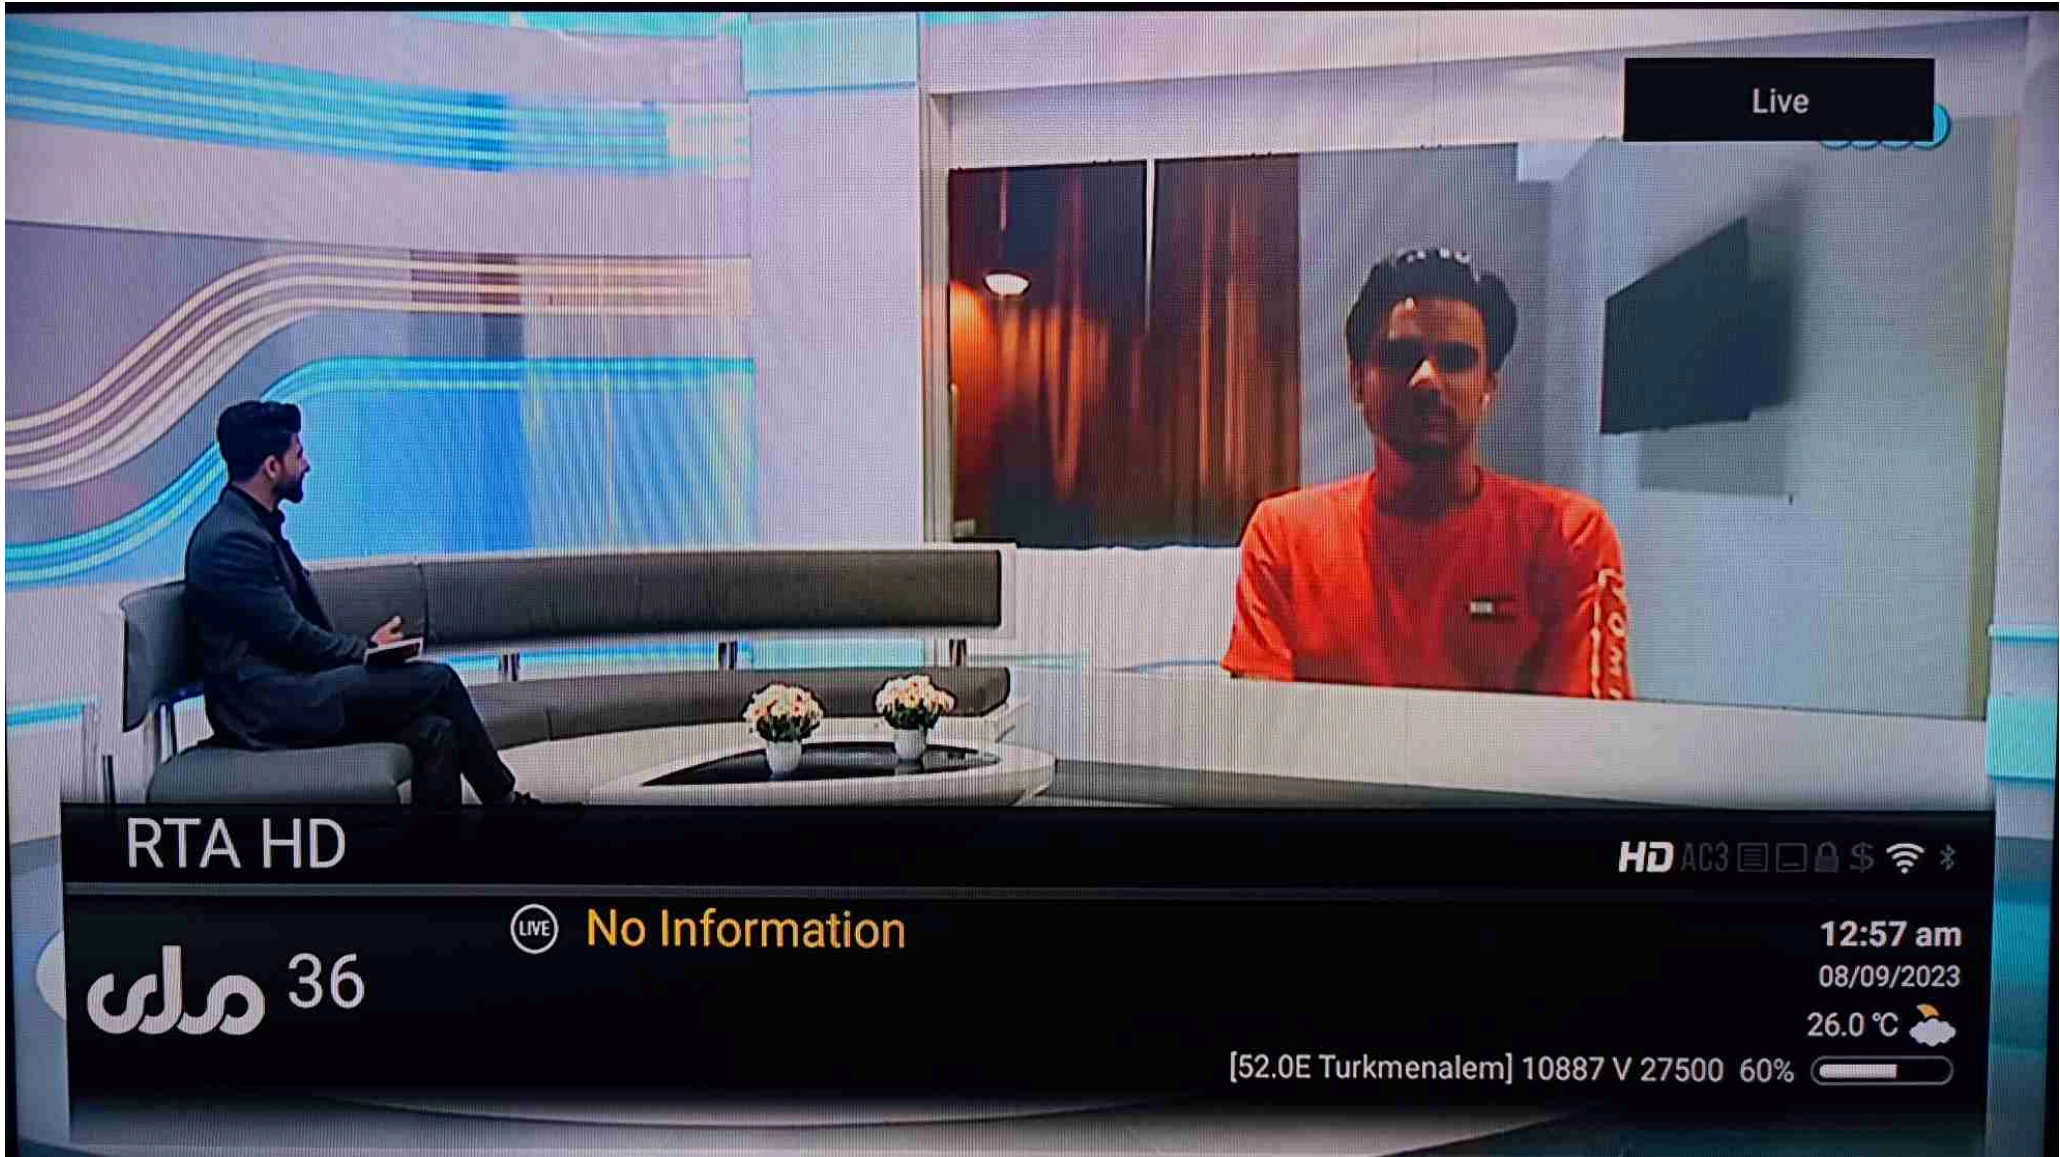 Live
RTA HD
HD AC3 $
LIVE No Information
ملی 36
12:57 am
08/09/2023
26.0 °C
[52.0E Turkmenalem] 10887 V 27500 60%